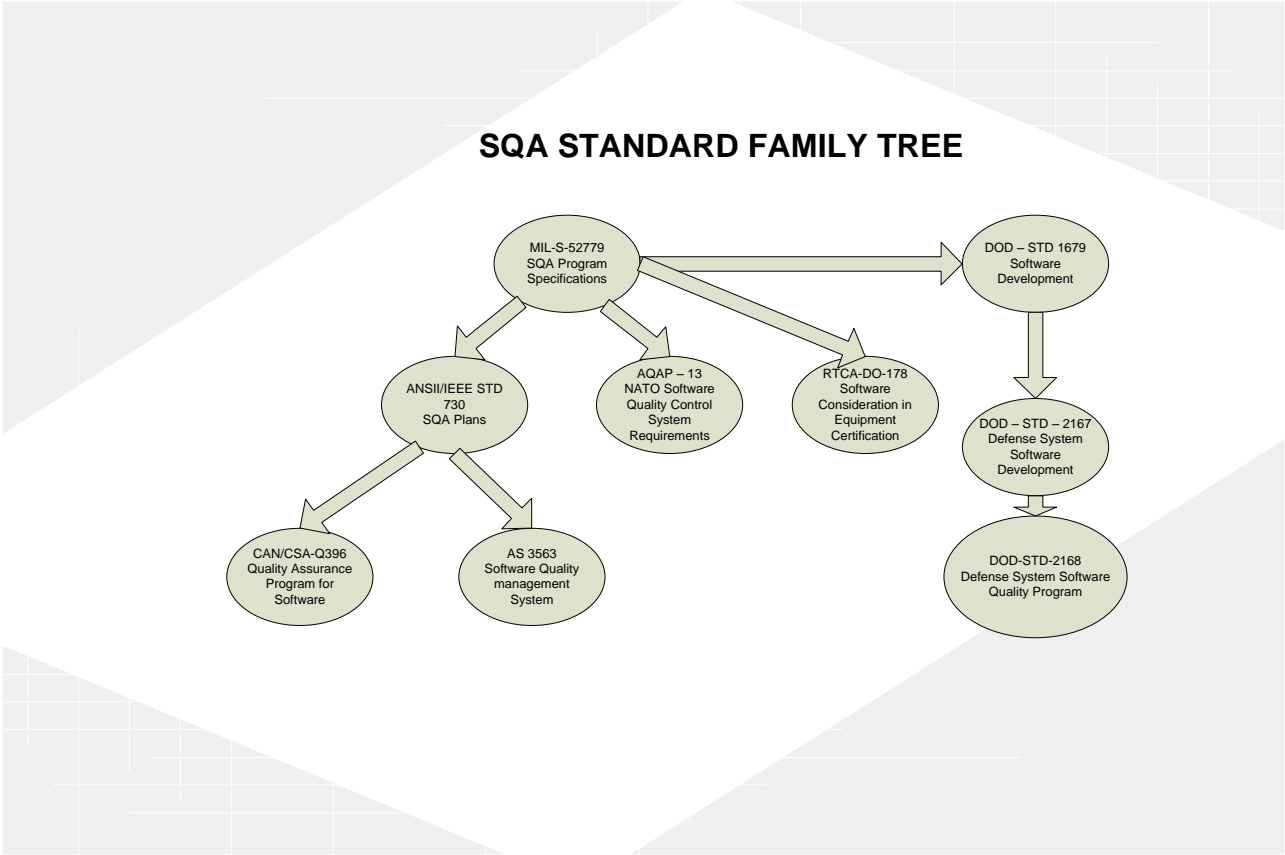 SQA STANDARD FAMILY TREE
MIL-S-52779
SQA Program
Specifications
DOD – STD 1679
Software
Development
ANSII/IEEE STD
730
SQA Plans
AQAP – 13
NATO Software
Quality Control
System
Requirements
RTCA-DO-178
Software
Consideration in
Equipment
Certification
DOD – STD – 2167
Defense System
Software
Development
CAN/CSA-Q396
Quality Assurance
Program for
Software
AS 3563
Software Quality
management
System
DOD-STD-2168
Defense System Software
Quality Program